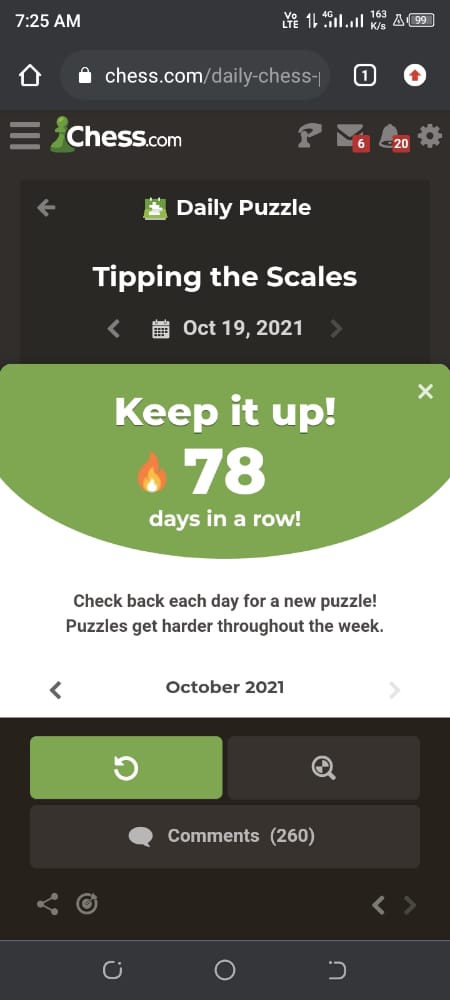 7:25 AM
Vo LTE 4G 163 K/s 99
chess.com/daily-chess-
1
Chess.com
6
20
Daily Puzzle
Tipping the Scales
Oct 19, 2021
Keep it up!
78
days in a row!
Check back each day for a new puzzle!
Puzzles get harder throughout the week.
October 2021
Comments (260)